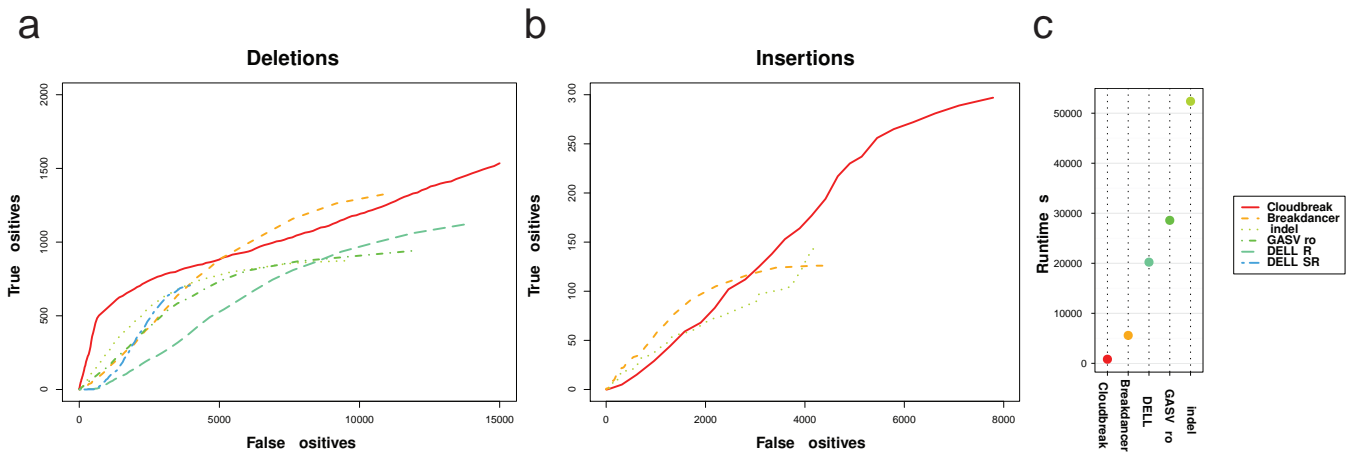 a
Deletions
True ositives
2000
1500
1000
500
0
0
5000
10000
15000
False ositives
b
Insertions
True ositives
3 00
250
200
150
100
50
0
0
2000
4000
6000
8000
False ositives
c
Runtime s
50000
40000
30000
20000
10000
0
Cloudbreak
Breakdancer
DELL
GASV ro
indel
Cloudbreak
Breakdancer
indel
GASV ro
DELL R
DELL SR